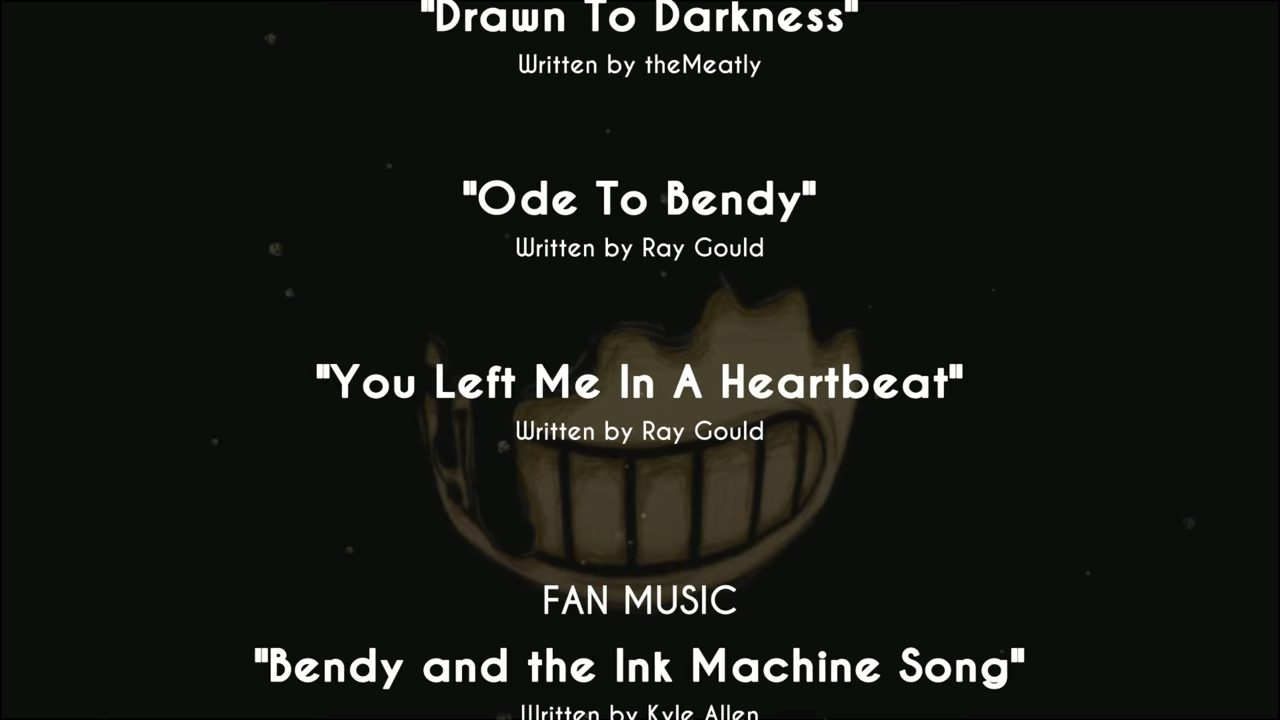 "Drawn To Darkness"
Written by theMeatly
"Ode To Bendy"
Written by Ray Gould
"You Left Me In A Heartbeat"
Written by Ray Gould
FAN MUSIC
"Bendy and the Ink Machine Song"
Written by Kyle Allen